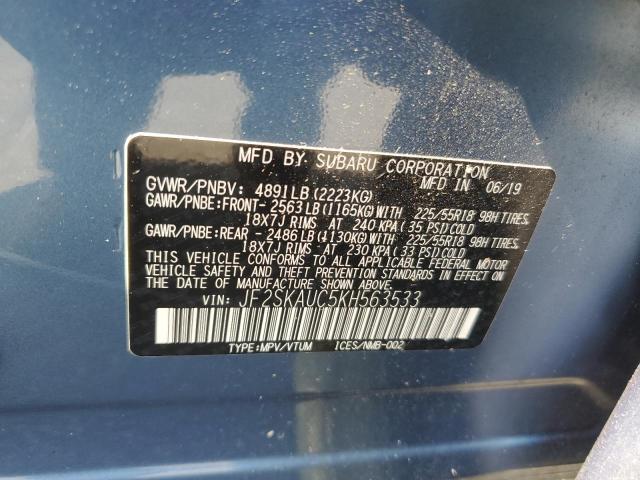 MFD BY SUBARU CORPORATION
MFD IN 06/19
GVWR/PNBV: 4891LB(2223KG)
GAWR/PNBE:FRONT-2563LB(1165KG)WITH 225/55R18 98H TIRES.
18X7J RIMS AT 240 KPA(35 PSI)COLD
GAWR/PNBE:REAR -2486LB(1130KG)WITH 225/55R18 98H TIRES.
18X7J RIMS AT 230 KPA(33 PSI)COLD
THIS VEHICLE CONFORMS TO ALL APPLICABLE FEDERAL MOTOR
VEHICLE SAFETY AND THEFT PREVENTION STANDARDS IN EFFECT ON
THE DATE OF MANUFACTURE SHOWN ABOVE.
VIN: JF2SKAUC5KH563533
TYPE:MPV/VTUM ICES/NMB-002